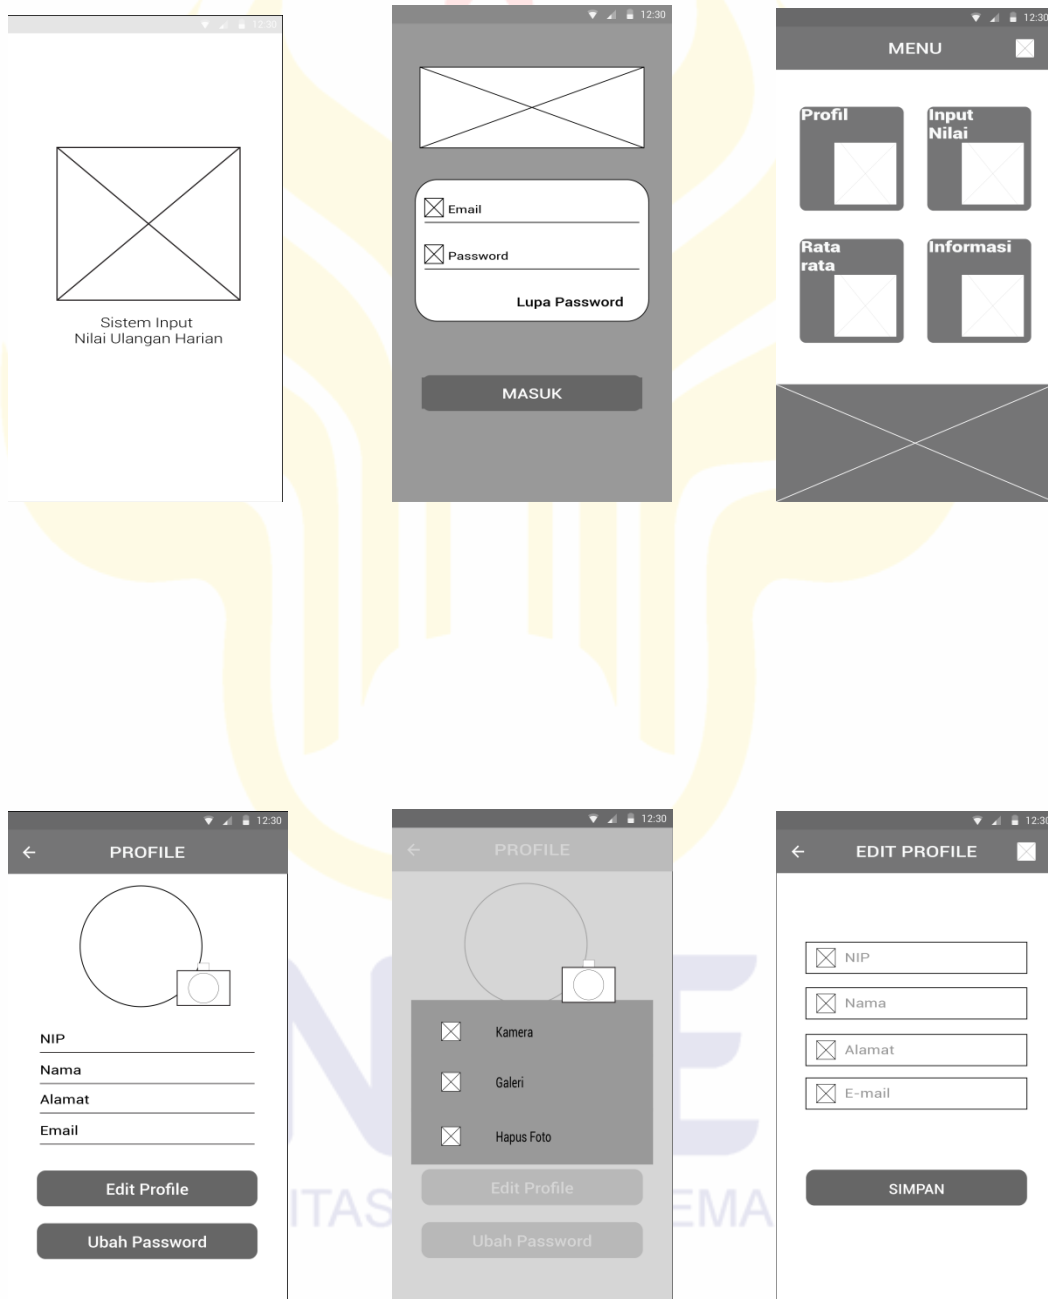 12:30
Sistem Input
Nilai Ulangan Harian
12:30
Email
Password
Lupa Password
MASUK
12:30
MENU
Profil
Input
Nilai
Rata
rata
Informasi
12:30
PROFILE
NIP
Nama
Alamat
Email
Edit Profile
Ubah Password
12:30
PROFILE
Kamera
Galeri
Hapus Foto
Edit Profile
Ubah Password
12:30
EDIT PROFILE
NIP
Nama
Alamat
E-mail
SIMPAN
ITAS
EMA